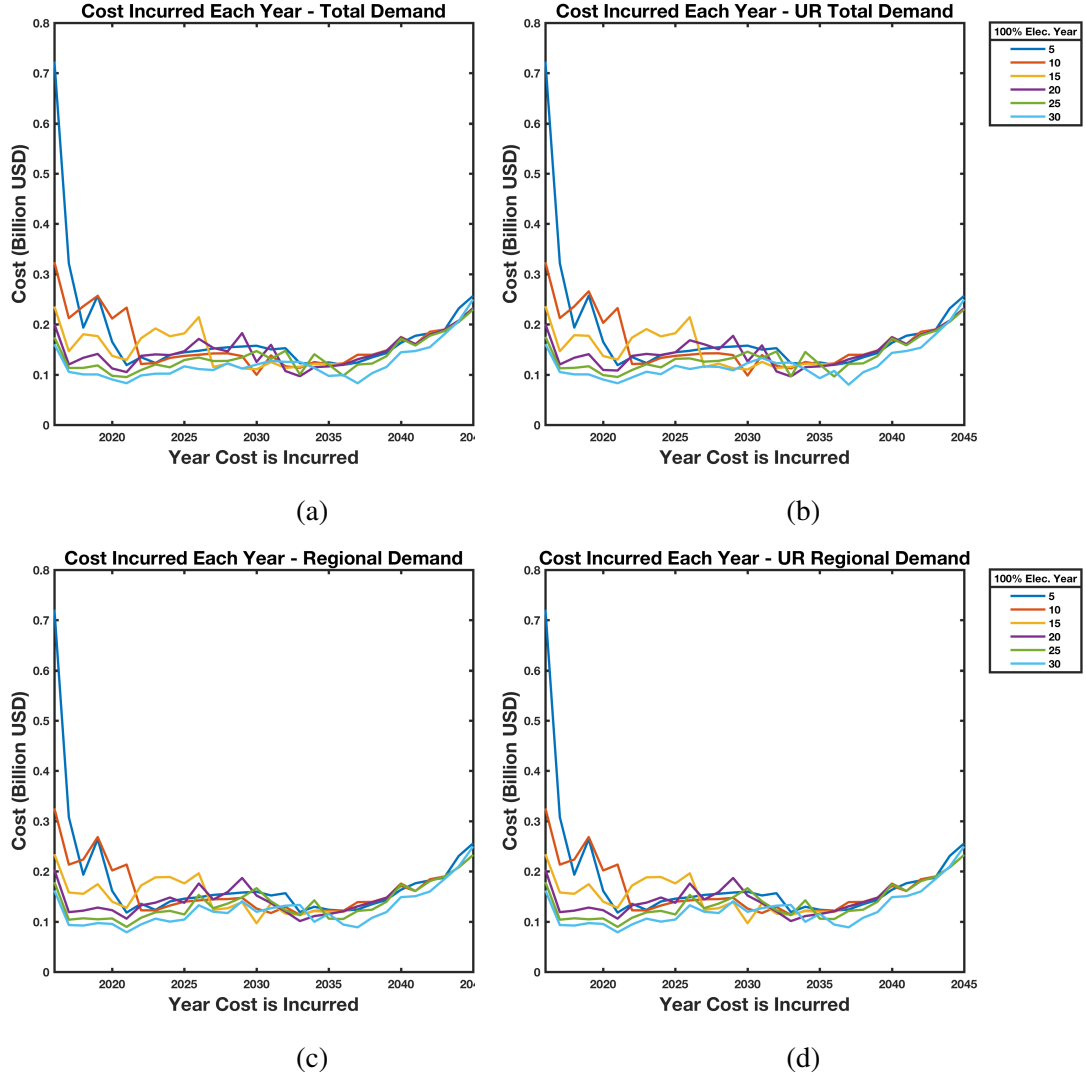 Cost Incurred Each Year - Total Demand
0.8
0.7
0.6
0.5
0.4
0.3
0.2
0.1
0
Cost (Billion USD)
2020 2025 2030 2035 2040 204
Year Cost is Incurred
(a)
Cost Incurred Each Year - UR Total Demand
0.8
0.7
0.6
0.5
0.4
0.3
0.2
0.1
0
Cost (Billion USD)
2020 2025 2030 2035 2040 2045
Year Cost is Incurred
(b)
100% Elec. Year
5
10
15
20
25
30
Cost Incurred Each Year - Regional Demand
0.8
0.7
0.6
0.5
0.4
0.3
0.2
0.1
0
Cost (Billion USD)
2020 2025 2030 2035 2040
Year Cost is Incurred
(c)
Cost Incurred Each Year - UR Regional Demand
0.8
0.7
0.6
0.5
0.4
0.3
0.2
0.1
0
Cost (Billion USD)
2020 2025 2030 2035 2040 2045
Year Cost is Incurred
(d)
100% Elec. Year
5
10
15
20
25
30